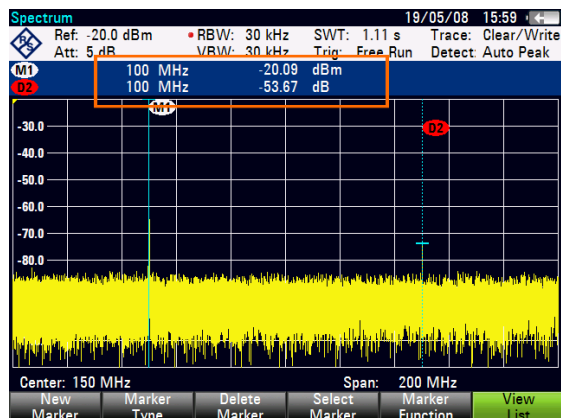 Spectrum 19/05/08 15:59
Ref: -20.0 dBm • RBW: 30 kHz SWT: 1.11 s Trace: Clear/Write
Att: 5 dB VBW: 30 kHz Trig: Free Run Detect: Auto Peak
M1 100 MHz -20.09 dBm
D2 100 MHz -53.67 dB
M1
D2
-30.0
-40.0
-50.0
-60.0
-70.0
-80.0
Center: 150 MHz Span: 200 MHz
New Marker Delete Select Marker View
Marker Type Marker Marker Function List